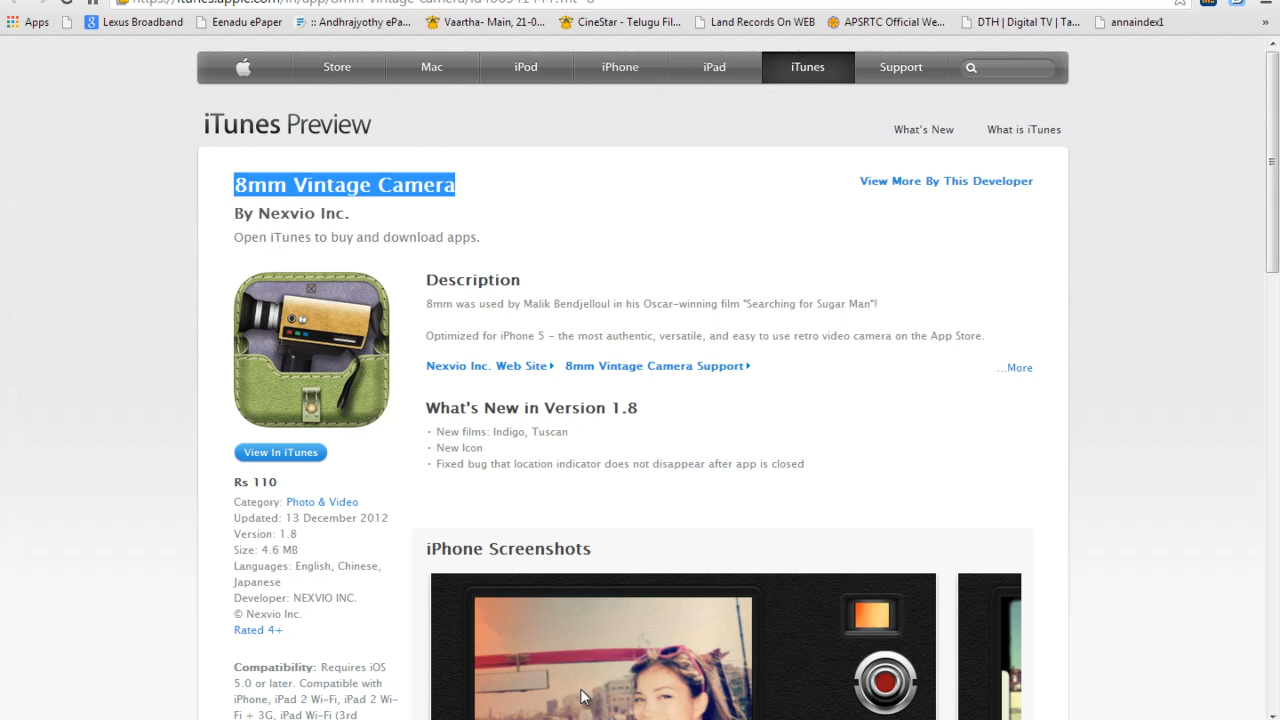 Apps
Lexus Broadband
Eenadu ePaper
:: Andhrajyothy ePa...
Vaartha- Main, 21-0...
CineStar - Telugu Fil...
Land Records On WEB
APSRTC Official We...
DTH | Digital TV | Ta...
annaindex1
»
Store
Mac
iPod
iPhone
iPad
iTunes
Support
iTunes Preview
What's New
What is iTunes
8mm Vintage Camera
View More By This Developer
By Nexvio Inc.
Open iTunes to buy and download apps.
Description
8mm was used by Malik Bendjelloul in his Oscar-winning film "Searching for Sugar Man"!
Optimized for iPhone 5 - the most authentic, versatile, and easy to use retro video camera on the App Store.
Nexvio Inc. Web Site
8mm Vintage Camera Support
...More
What's New in Version 1.8
· New films: Indigo, Tuscan
· New Icon
· Fixed bug that location indicator does not disappear after app is closed
View In iTunes
Rs 110
Category: Photo & Video
Updated: 13 December 2012
Version: 1.8
Size: 4.6 MB
Languages: English, Chinese,
Japanese
Developer: NEXVIO INC.
© Nexvio Inc.
Rated 4+
Compatibility: Requires iOS
5.0 or later. Compatible with
iPhone, iPad 2 Wi-Fi, iPad 2 Wi-
Fi + 3G, iPad Wi-Fi (3rd
iPhone Screenshots